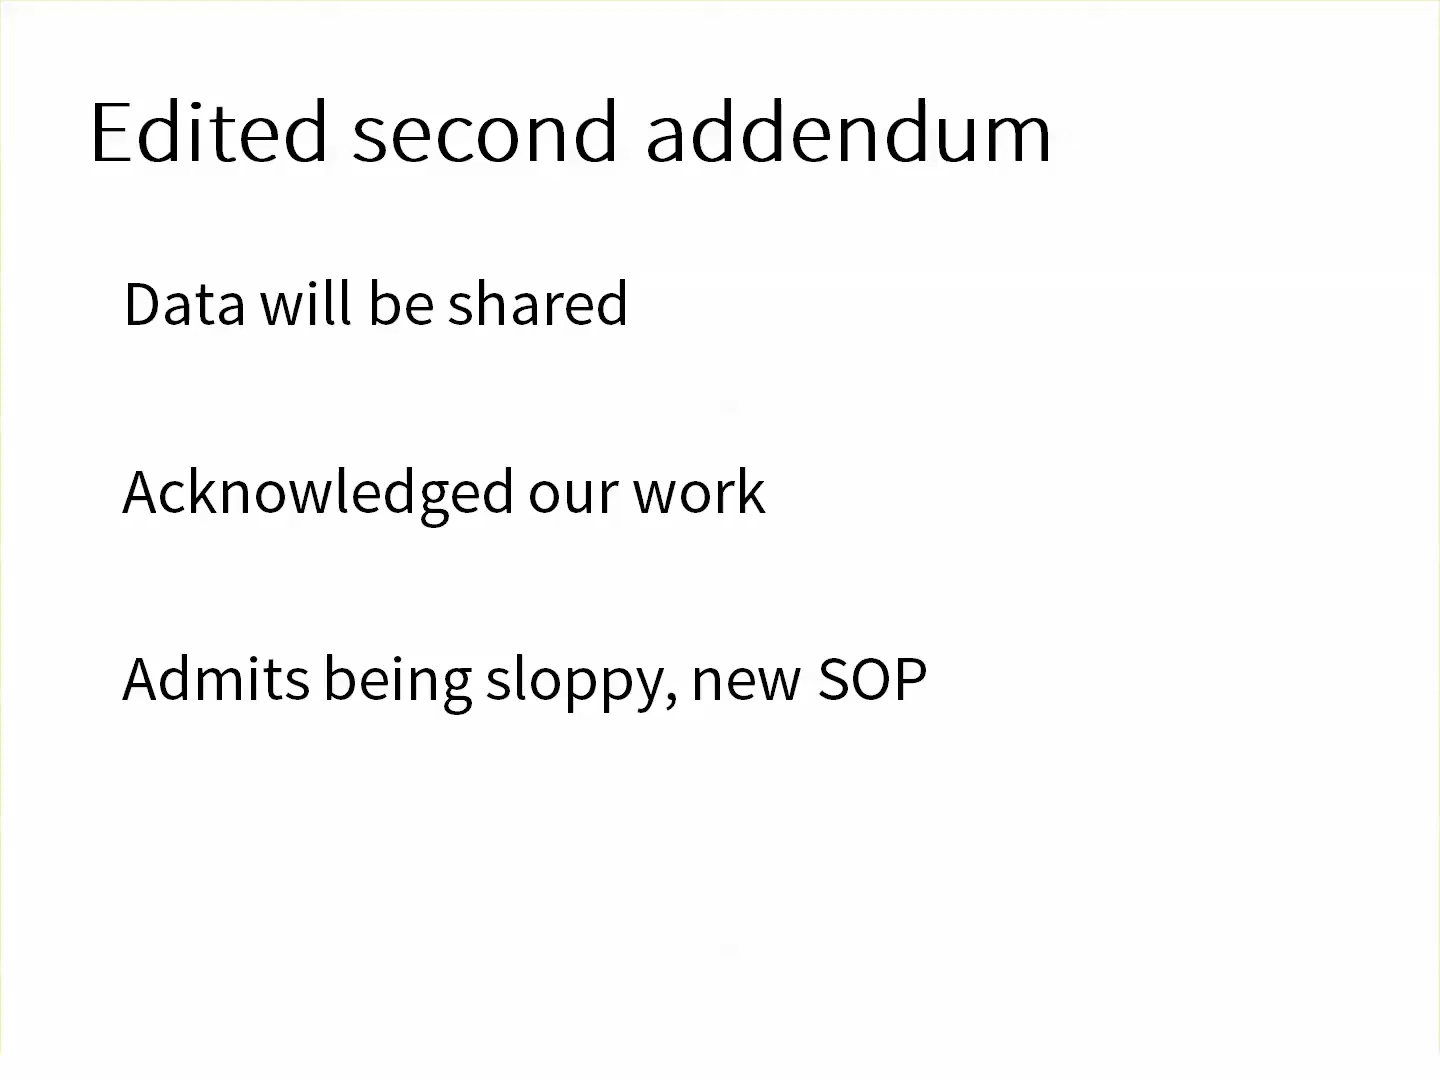 Edited second addendum
Data will be shared
Acknowledged our work
Admits being sloppy, new SOP